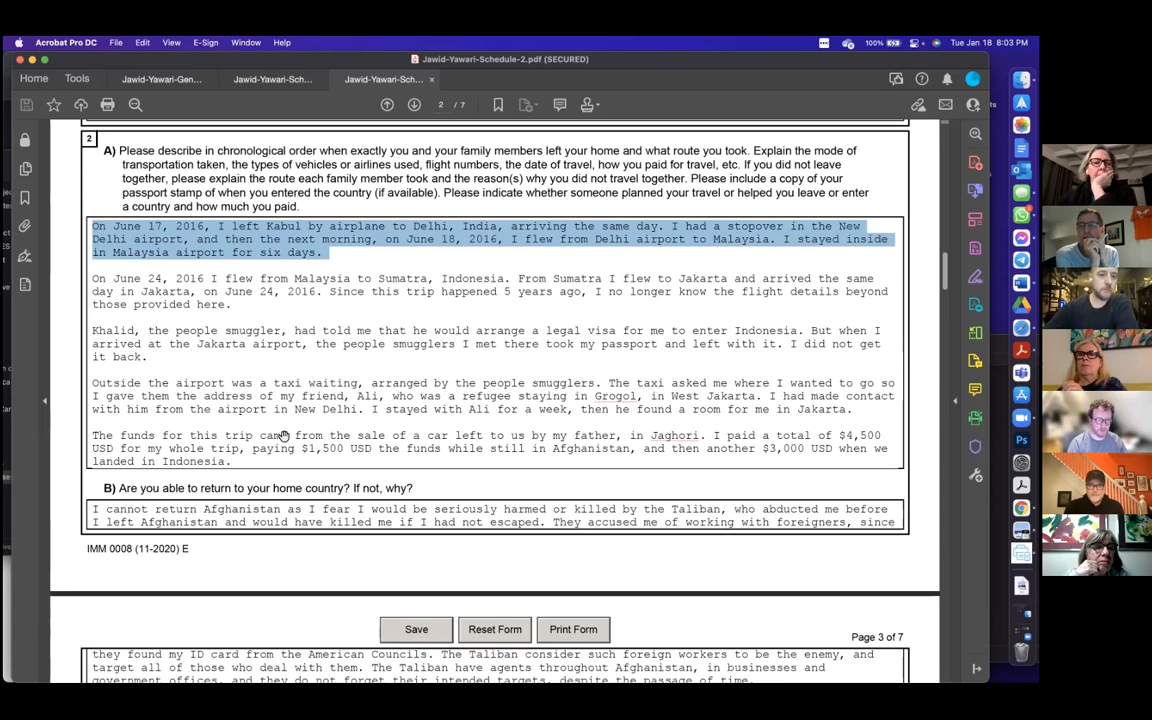 Acrobat Pro DC File Edit View E-Sign Window Help 100% Tue Jan 18 8:03 PM
Jawid-Yawari-Schedule-2.pdf (SECURED)
Home Tools Jawid-Yawari-Gen... Jawid-Yawari-Sch... Jawid-Yawari-Sch... ×
2 / 7
2
A) Please describe in chronological order when exactly you and your family members left your home and what route you took. Explain the mode of
transportation taken, the types of vehicles or airlines used, flight numbers, the date of travel, how you paid for travel, etc. If you did not leave
together, please explain the route each family member took and the reason(s) why you did not travel together. Please include a copy of your
passport stamp of when you entered the country (if available). Please indicate whether someone planned your travel or helped you leave or enter
a country and how much you paid.
On June 17, 2016, I left Kabul by airplane to Delhi, India, arriving the same day. I had a stopover in the New
Delhi airport, and then the next morning, on June 18, 2016, I flew from Delhi airport to Malaysia. I stayed inside
in Malaysia airport for six days.
On June 24, 2016 I flew from Malaysia to Sumatra, Indonesia. From Sumatra I flew to Jakarta and arrived the same
day in Jakarta, on June 24, 2016. Since this trip happened 5 years ago, I no longer know the flight details beyond
those provided here.
Khalid, the people smuggler, had told me that he would arrange a legal visa for me to enter Indonesia. But when I
arrived at the Jakarta airport, the people smugglers I met there took my passport and left with it. I did not get
it back.
Outside the airport was a taxi waiting, arranged by the people smugglers. The taxi asked me where I wanted to go so
I gave them the address of my friend, Ali, who was a refugee staying in Grogol, in West Jakarta. I had made contact
with him from the airport in New Delhi. I stayed with Ali for a week, then he found a room for me in Jakarta.
The funds for this trip came from the sale of a car left to us by my father, in Jaghori. I paid a total of $4,500
USD for my whole trip, paying $1,500 USD the funds while still in Afghanistan, and then another $3,000 USD when we
landed in Indonesia.
B) Are you able to return to your home country? If not, why?
I cannot return Afghanistan as I fear I would be seriously harmed or killed by the Taliban, who abducted me before
I left Afghanistan and would have killed me if I had not escaped. They accused me of working with foreigners, since
IMM 0008 (11-2020) E
Save Reset Form Print Form
Page 3 of 7
they found my ID card from the American Councils. The Taliban consider such foreign workers to be the enemy, and
target all of those who deal with them. The Taliban have agents throughout Afghanistan, in businesses and
government offices, and they do not forget their intended targets, despite the passage of time.